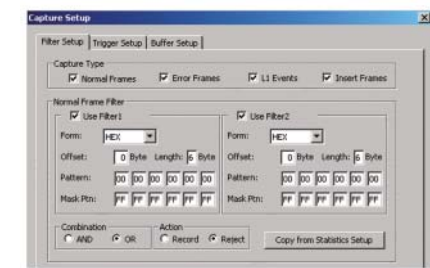 Capture Setup
Filter Setup Trigger Setup Buffer Setup
Capture Type
Normal Frames Error Frames L1 Events Insert Frames
Normal Frame Filter
Use Filter1 Use Filter2
Form: HEX Form: HEX
Offset: 0 Byte Length: 6 Byte Offset: 0 Byte Length: 6 Byte
Pattern: 00 00 00 00 00 00 Pattern: 00 00 00 00 00 00
Mask Ptn: FF FF FF FF FF FF Mask Ptn: FF FF FF FF FF FF
Combination Action
AND OR Record Reject Copy from Statistics Setup